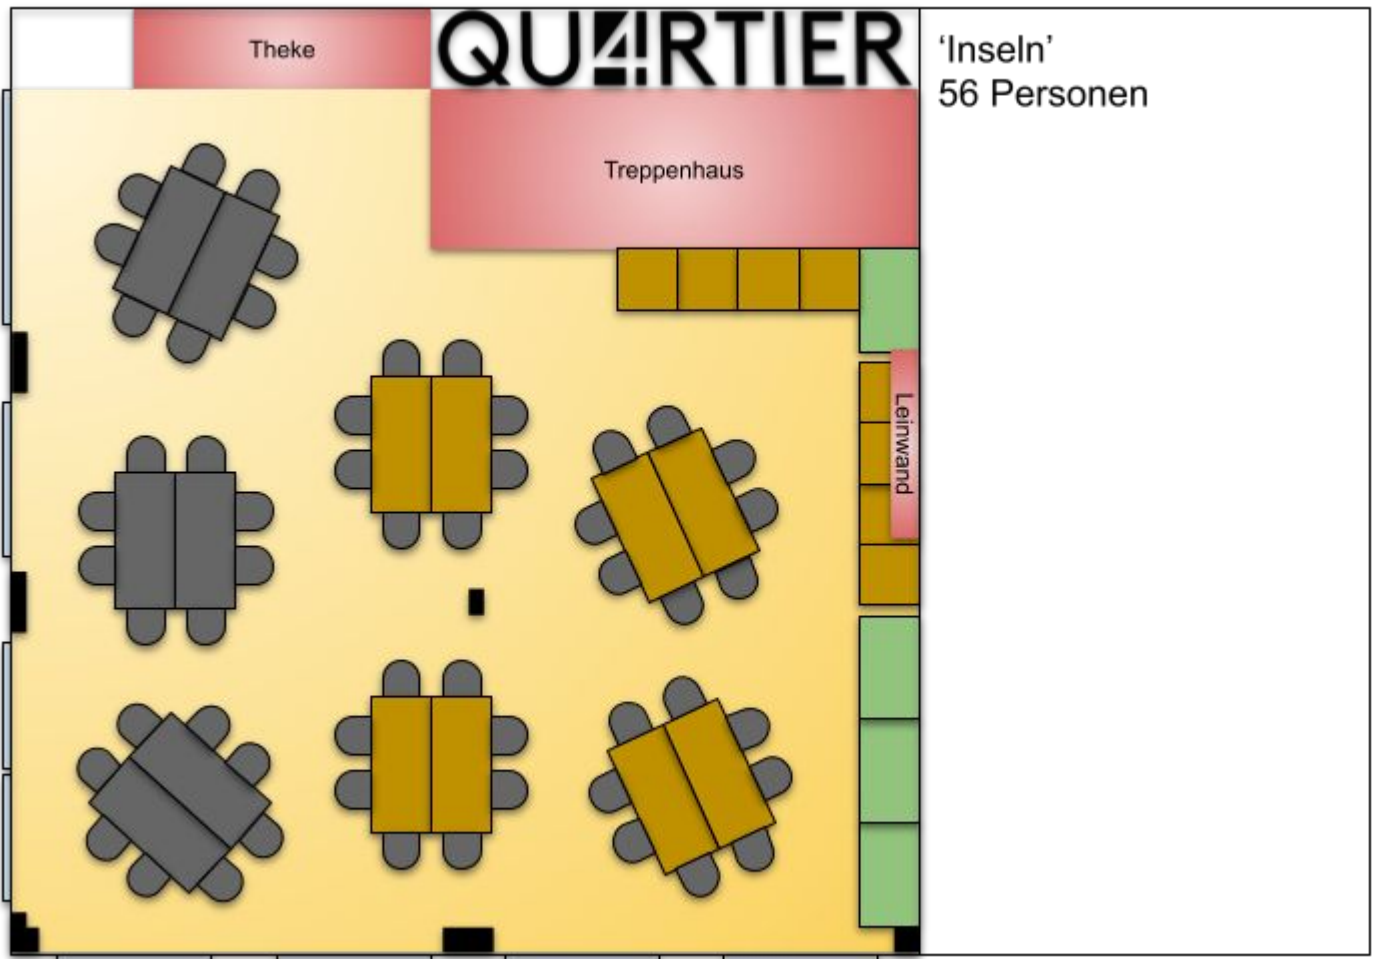 Theke
QU4RTIER
‘Inseln’
56 Personen
Treppenhaus
Leinwand